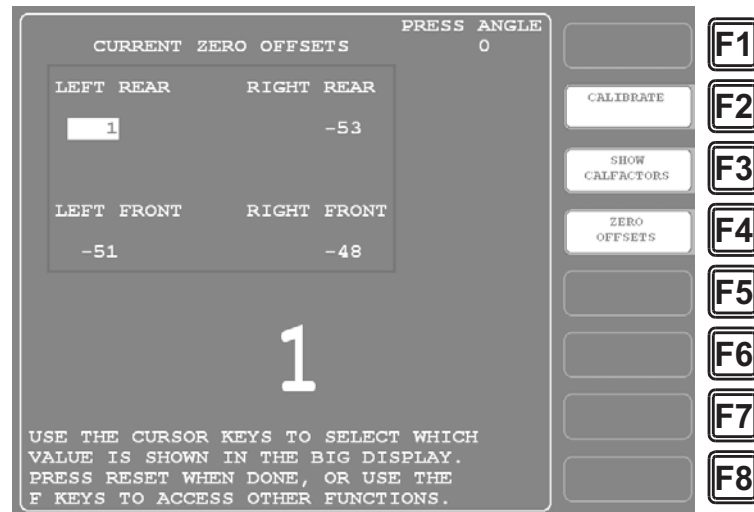 PRESS ANGLE
CURRENT ZERO OFFSETS 0
LEFT REAR RIGHT REAR
1 -53
LEFT FRONT RIGHT FRONT
-51 -48
1
USE THE CURSOR KEYS TO SELECT WHICH
VALUE IS SHOWN IN THE BIG DISPLAY.
PRESS RESET WHEN DONE, OR USE THE
F KEYS TO ACCESS OTHER FUNCTIONS.
CALIBRATE
SHOW
CALFACTORS
ZERO
OFFSETS
F1
F2
F3
F4
F5
F6
F7
F8